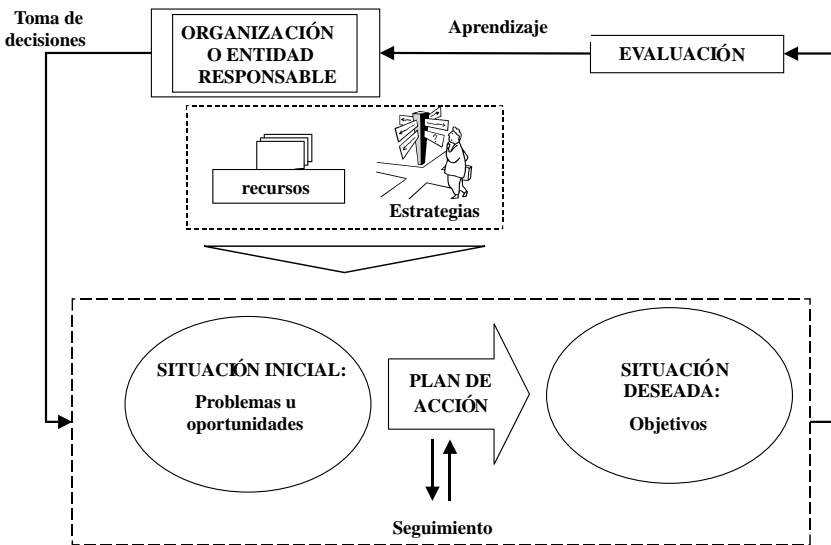 Toma de
decisiones
ORGANIZACIÓN
O ENTIDAD
RESPONSABLE
Aprendizaje
EVALUACIÓN
?
recursos
Estrategias
SITUACIÓN INICIAL:
Problemas u
oportunidades
PLAN DE
ACCIÓN
SITUACIÓN
DESEADA:
Objetivos
Seguimiento